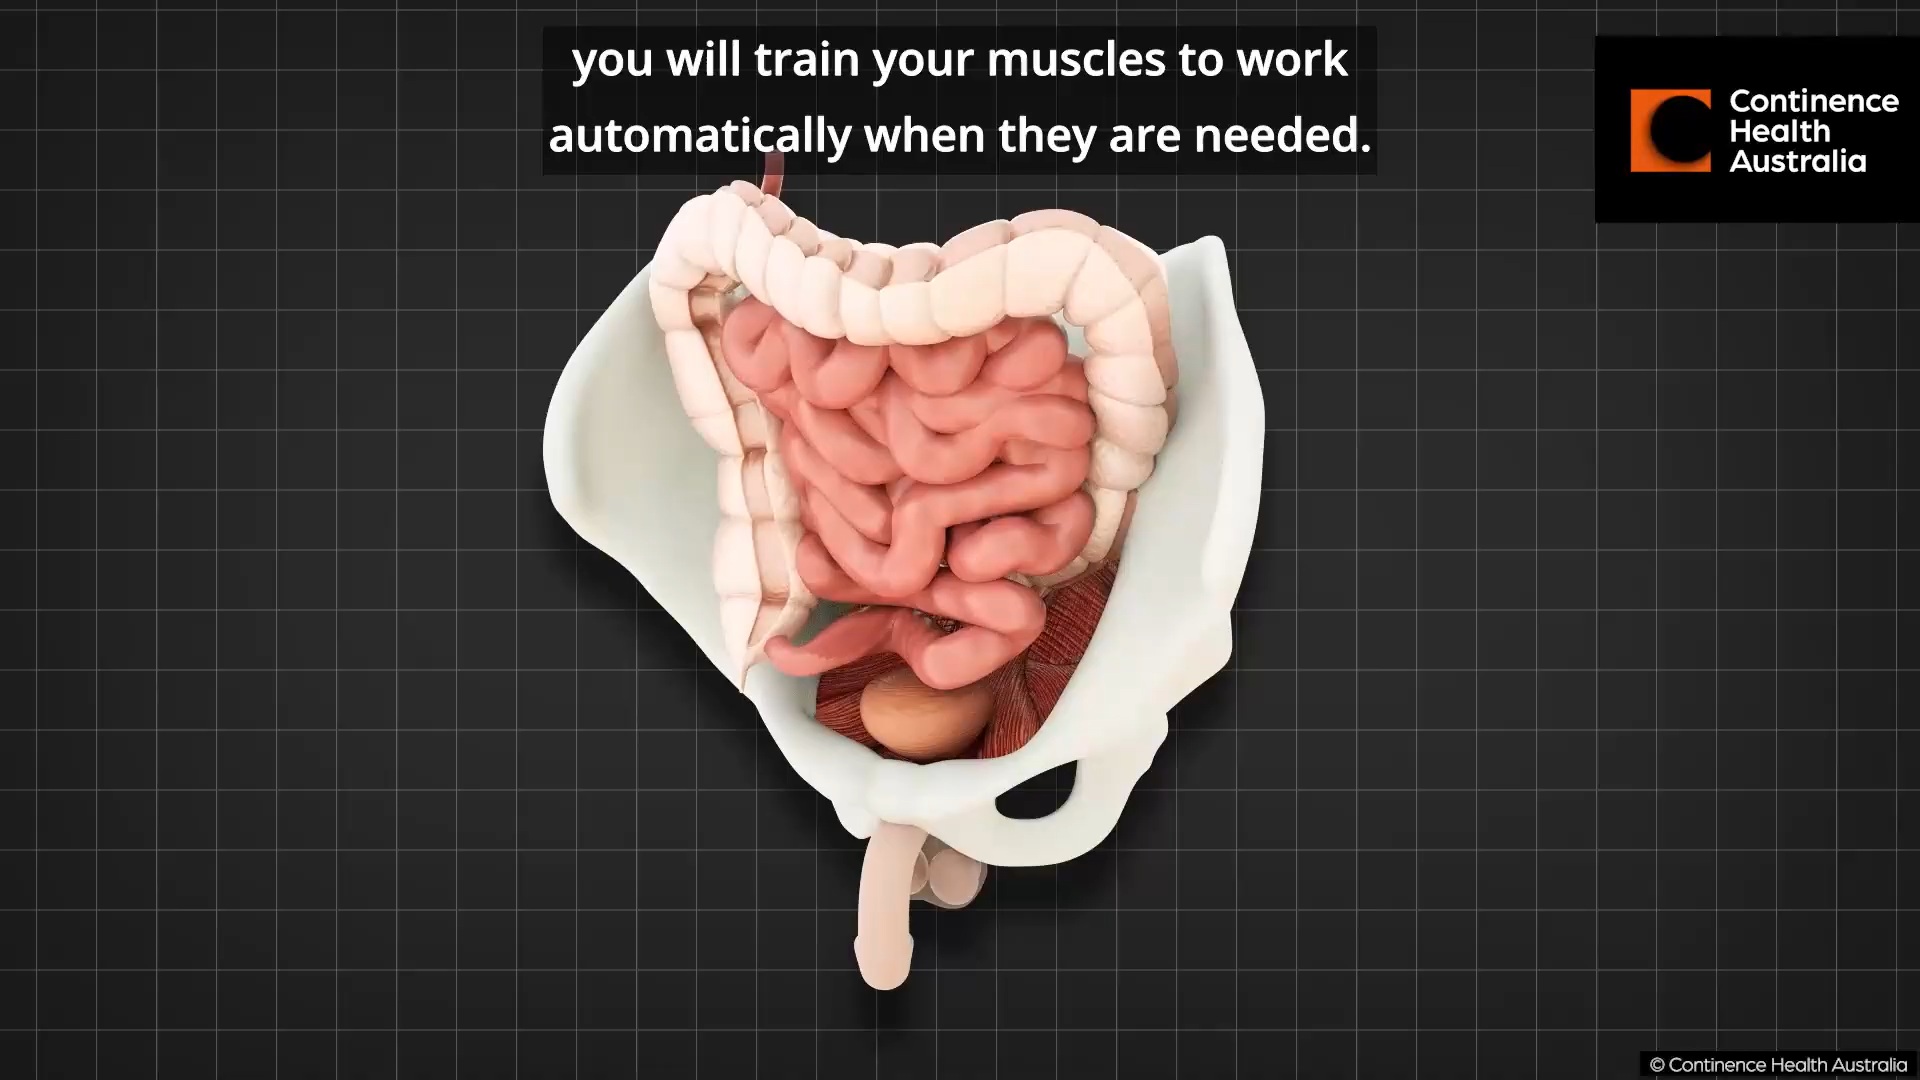 you will train your muscles to work
automatically when they are needed.
Continence
Health
Australia
© Continence Health Australia